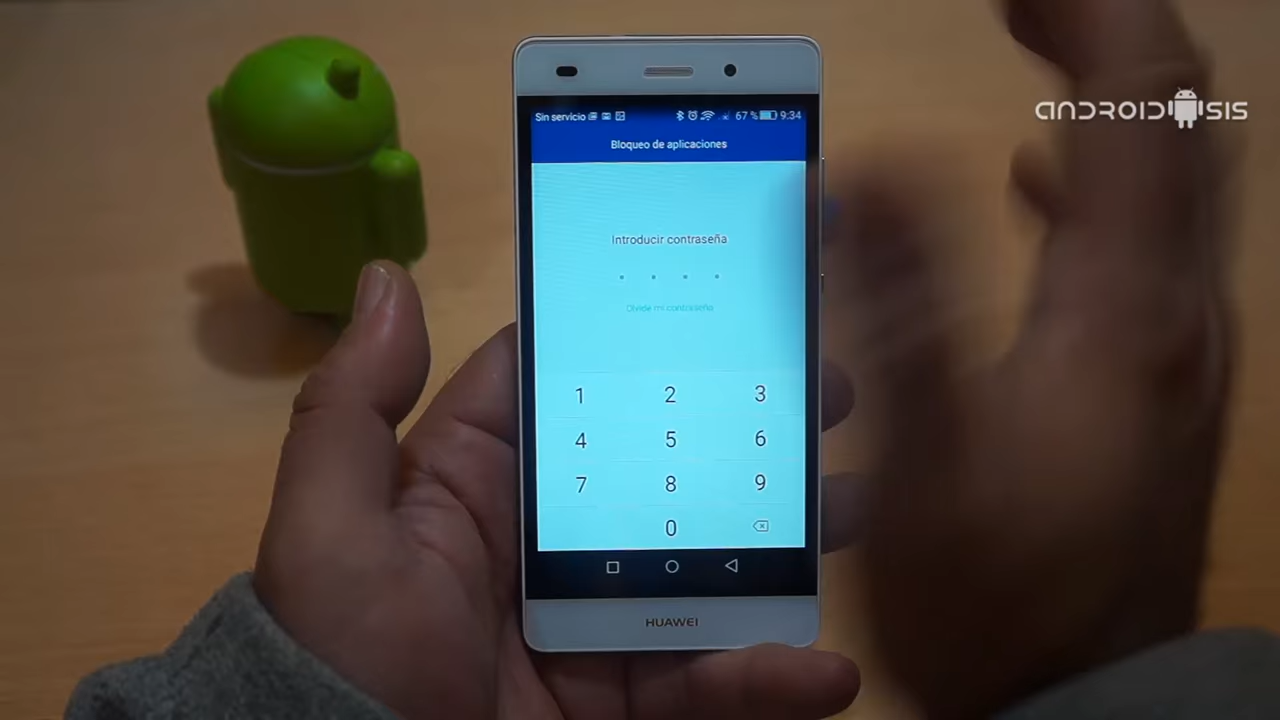 ANDROIDSIS
Sin servicio 67 % 9:34
Bloqueo de aplicaciones
Introducir contraseña
Olvide mi contraseña
1 2 3
4 5 6
7 8 9
0
HUAWEI